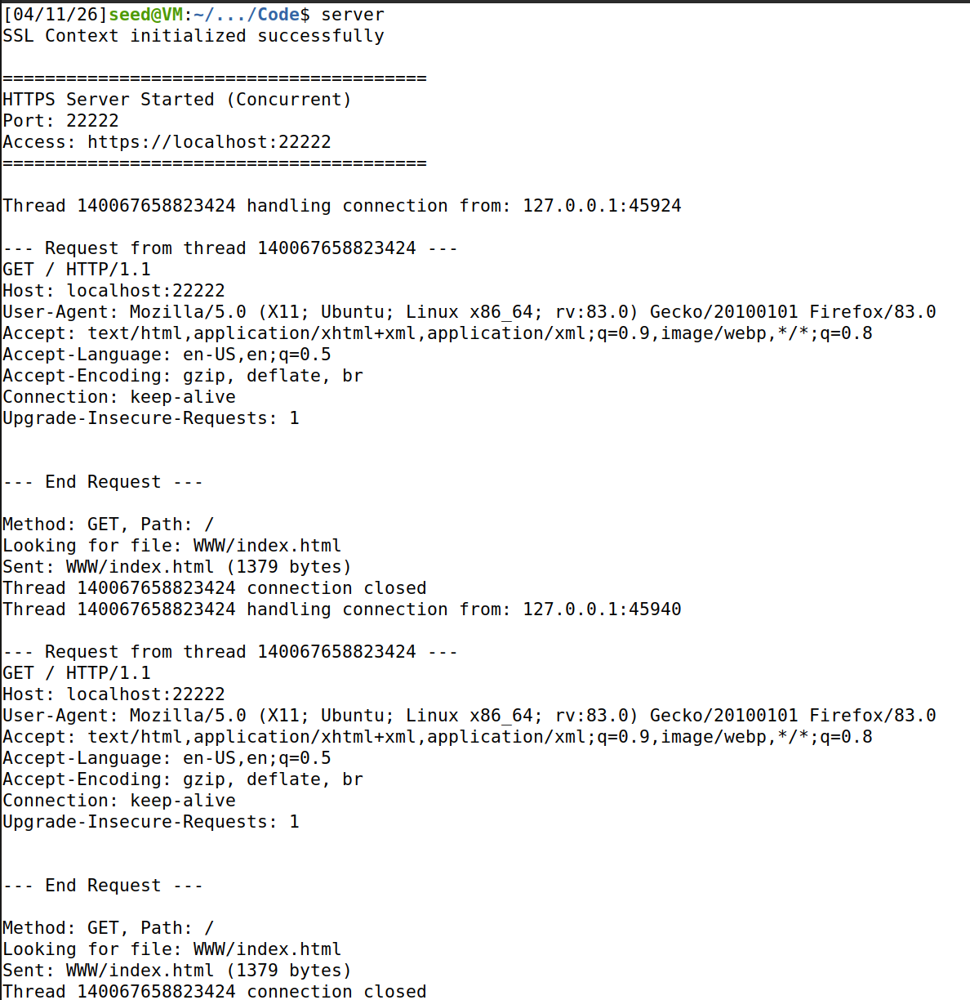 [04/11/26]seed@VM:~/.../Code$ server
SSL Context initialized successfully
========================================
HTTPS Server Started (Concurrent)
Port: 22222
Access: https://localhost:22222
========================================
Thread 140067658823424 handling connection from: 127.0.0.1:45924
--- Request from thread 140067658823424 ---
GET / HTTP/1.1
Host: localhost:22222
User-Agent: Mozilla/5.0 (X11; Ubuntu; Linux x86_64; rv:83.0) Gecko/20100101 Firefox/83.0
Accept: text/html,application/xhtml+xml,application/xml;q=0.9,image/webp,*/*;q=0.8
Accept-Language: en-US,en;q=0.5
Accept-Encoding: gzip, deflate, br
Connection: keep-alive
Upgrade-Insecure-Requests: 1
--- End Request ---
Method: GET, Path: /
Looking for file: WWW/index.html
Sent: WWW/index.html (1379 bytes)
Thread 140067658823424 connection closed
Thread 140067658823424 handling connection from: 127.0.0.1:45940
--- Request from thread 140067658823424 ---
GET / HTTP/1.1
Host: localhost:22222
User-Agent: Mozilla/5.0 (X11; Ubuntu; Linux x86_64; rv:83.0) Gecko/20100101 Firefox/83.0
Accept: text/html,application/xhtml+xml,application/xml;q=0.9,image/webp,*/*;q=0.8
Accept-Language: en-US,en;q=0.5
Accept-Encoding: gzip, deflate, br
Connection: keep-alive
Upgrade-Insecure-Requests: 1
--- End Request ---
Method: GET, Path: /
Looking for file: WWW/index.html
Sent: WWW/index.html (1379 bytes)
Thread 140067658823424 connection closed